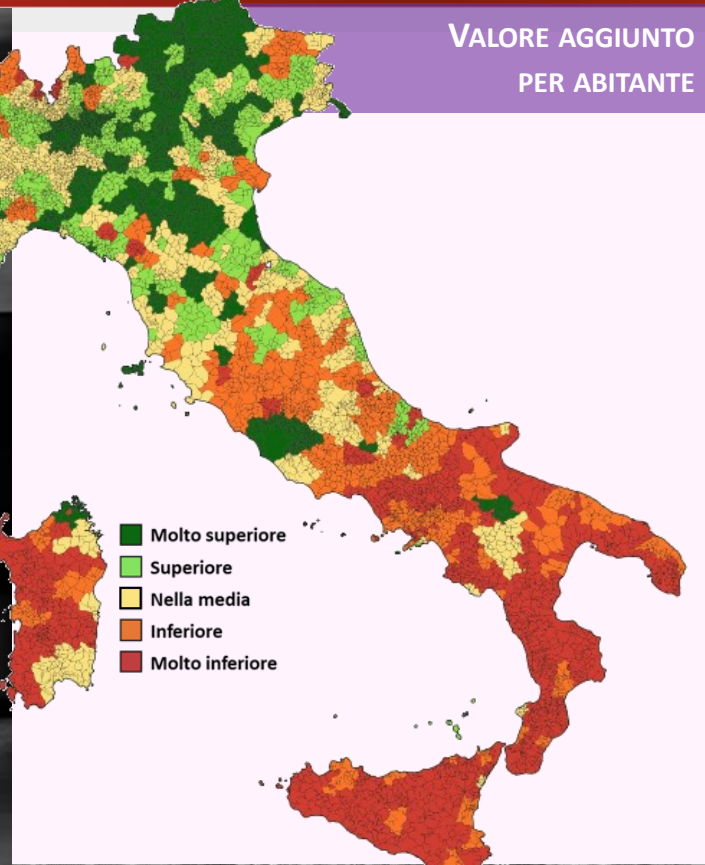 VALORE AGGIUNTO
PER ABITANTE
Molto superiore
Superiore
Nella media
Inferiore
Molto inferiore